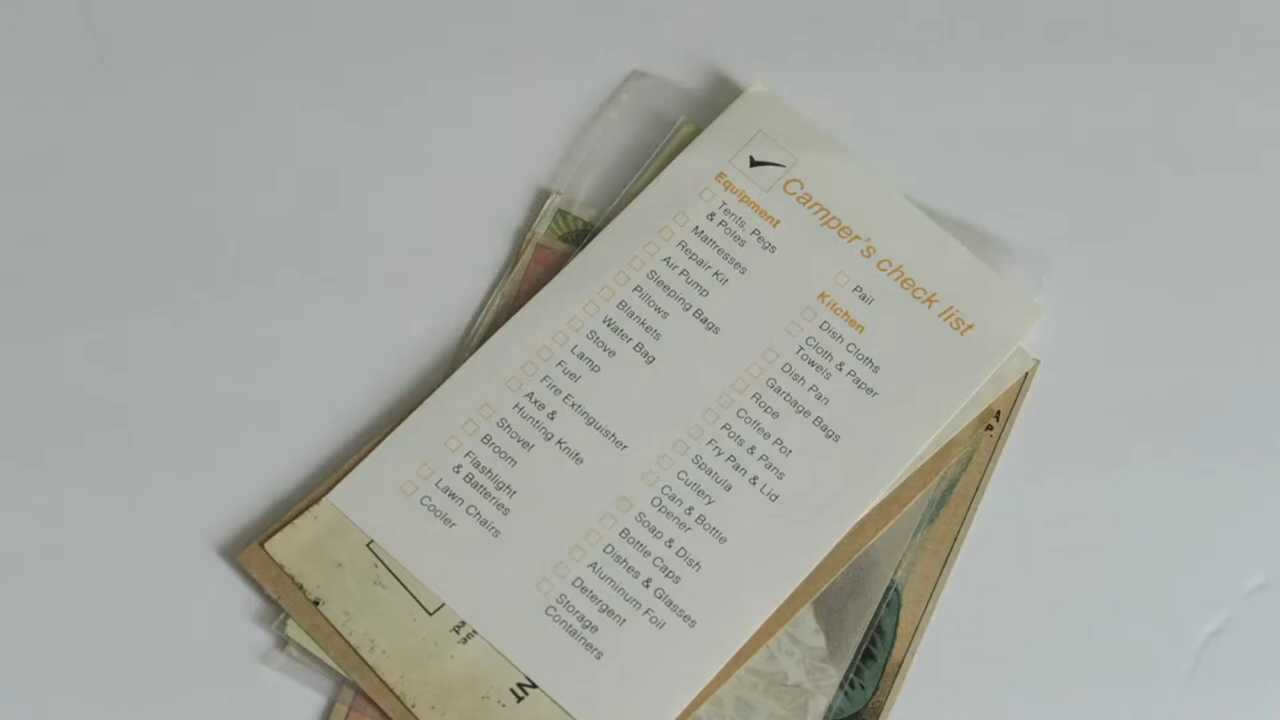 Camper's check list
Equipment
Tents, Pegs
& Poles
Mattresses
Repair Kit
Air Pump
Sleeping Bags
Pillows
Blankets
Water Bag
Stove
Lamp
Fuel
Fire Extinguisher
Axe &
Hunting Knife
Shovel
Broom
Flashlight
& Batteries
Lawn Chairs
Cooler
Pail
Kitchen
Dish Cloths
Cloth & Paper
Towels
Dish Pan
Garbage Bags
Rope
Coffee Pot
Pots & Pans
Fry Pan & Lid
Spatula
Cutlery
Can & Bottle
Opener
Soap & Dish
Bottle Caps
Dishes & Glasses
Aluminum Foil
Detergent
Storage
Containers
A
P.
NT